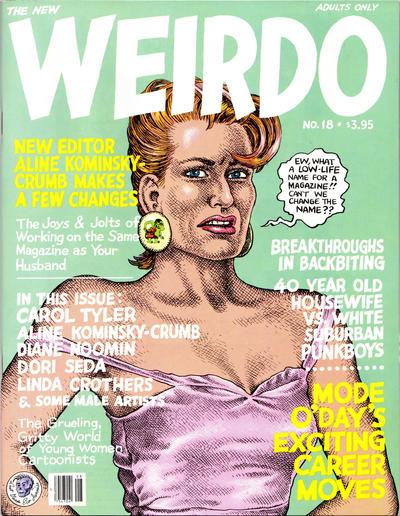 THE NEW
ADULTS ONLY
WEIRDO
NO. 18 • $3.95
NEW EDITOR
ALINE KOMINSKY-
CRUMB MAKES
A FEW CHANGES
The Joys & Jolts of
Working on the Same
Magazine as Your
Husband
EW, WHAT
A LOW-LIFE
NAME FOR A
MAGAZINE!!
CAN'T WE
CHANGE THE
NAME??
BREAKTHROUGHS
IN BACKBITING
40 YEAR OLD
HOUSEWIFE
VS. WHITE
SUBURBAN
PUNKBOYS
IN THIS ISSUE:
CAROL TYLER
ALINE KOMINSKY-CRUMB
DIANE NOOMIN
DORI SEDA
LINDA CROTHERS
& SOME MALE ARTISTS
The Grueling,
Gritty World
of Young Women
Cartoonists
MODE
O'DAY'S
EXCITING
CAREER
MOVES